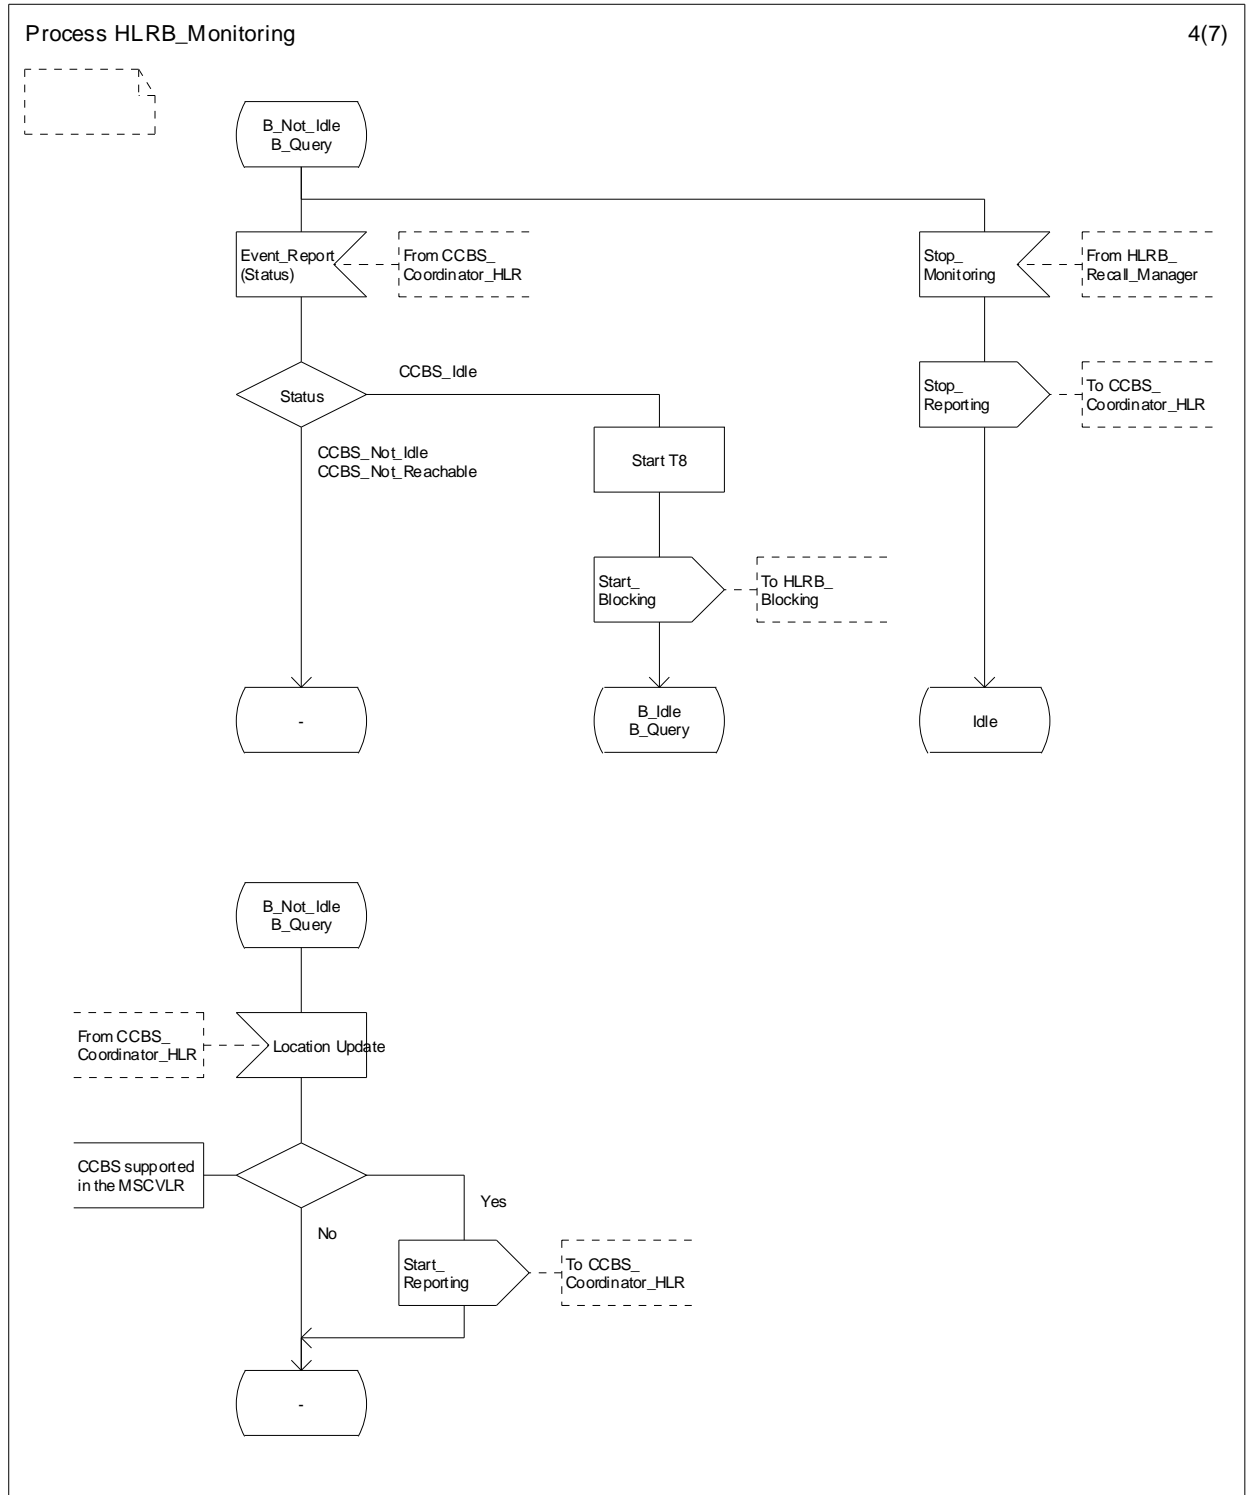 Process HLRB_Monitoring
4(7)
B_Not_Idle
B_Query
Event_Report
(Status)
From CCBS_
Coordinator_HLR
Stop_
Monitoring
From HLRB_
Recall_Manager
Status
CCBS_Idle
Stop_
Reporting
To CCBS_
Coordinator_HLR
CCBS_Not_Idle
CCBS_Not_Reachable
Start T8
Start_
Blocking
To HLRB_
Blocking
-
B_Idle
B_Query
Idle
B_Not_Idle
B_Query
From CCBS_
Coordinator_HLR
Location Update
CCBS supported
in the MSCVLR
Yes
No
Start_
Reporting
To CCBS_
Coordinator_HLR
-